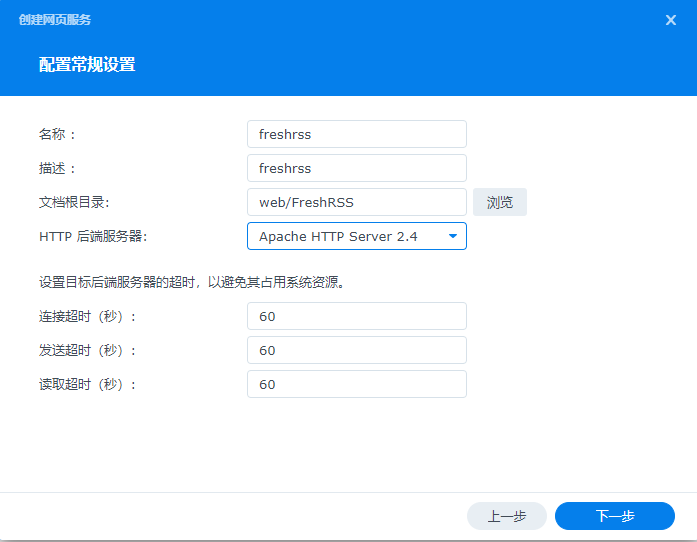 创建网页服务
配置常规设置
名称： freshrss
描述： freshrss
文档根目录： web/FreshRSS 浏览
HTTP 后端服务器： Apache HTTP Server 2.4
设置目标后端服务器的超时，以避免其占用系统资源。
连接超时（秒）： 60
发送超时（秒）： 60
读取超时（秒）： 60
上一步 下一步